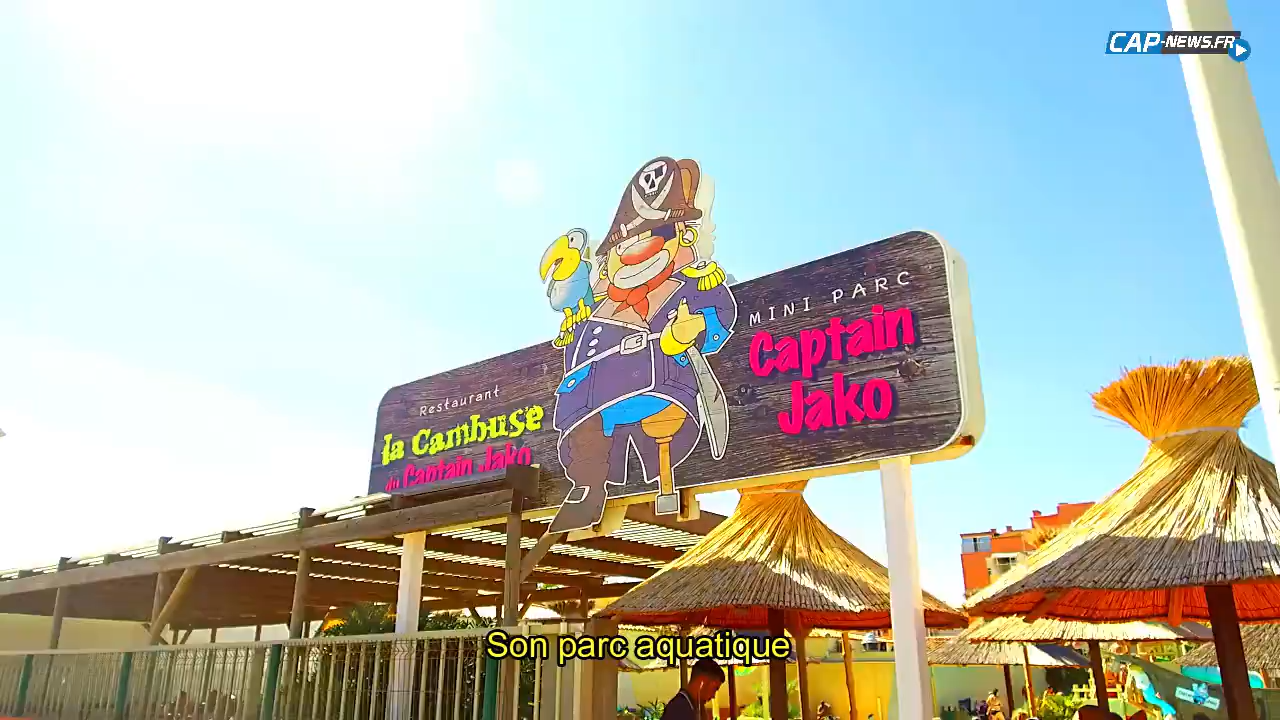 CAP-NEWS.FR
MINI PARC
Captain
Jako
Restaurant
la Cambuse
du Captain Jako
Son parc aquatique